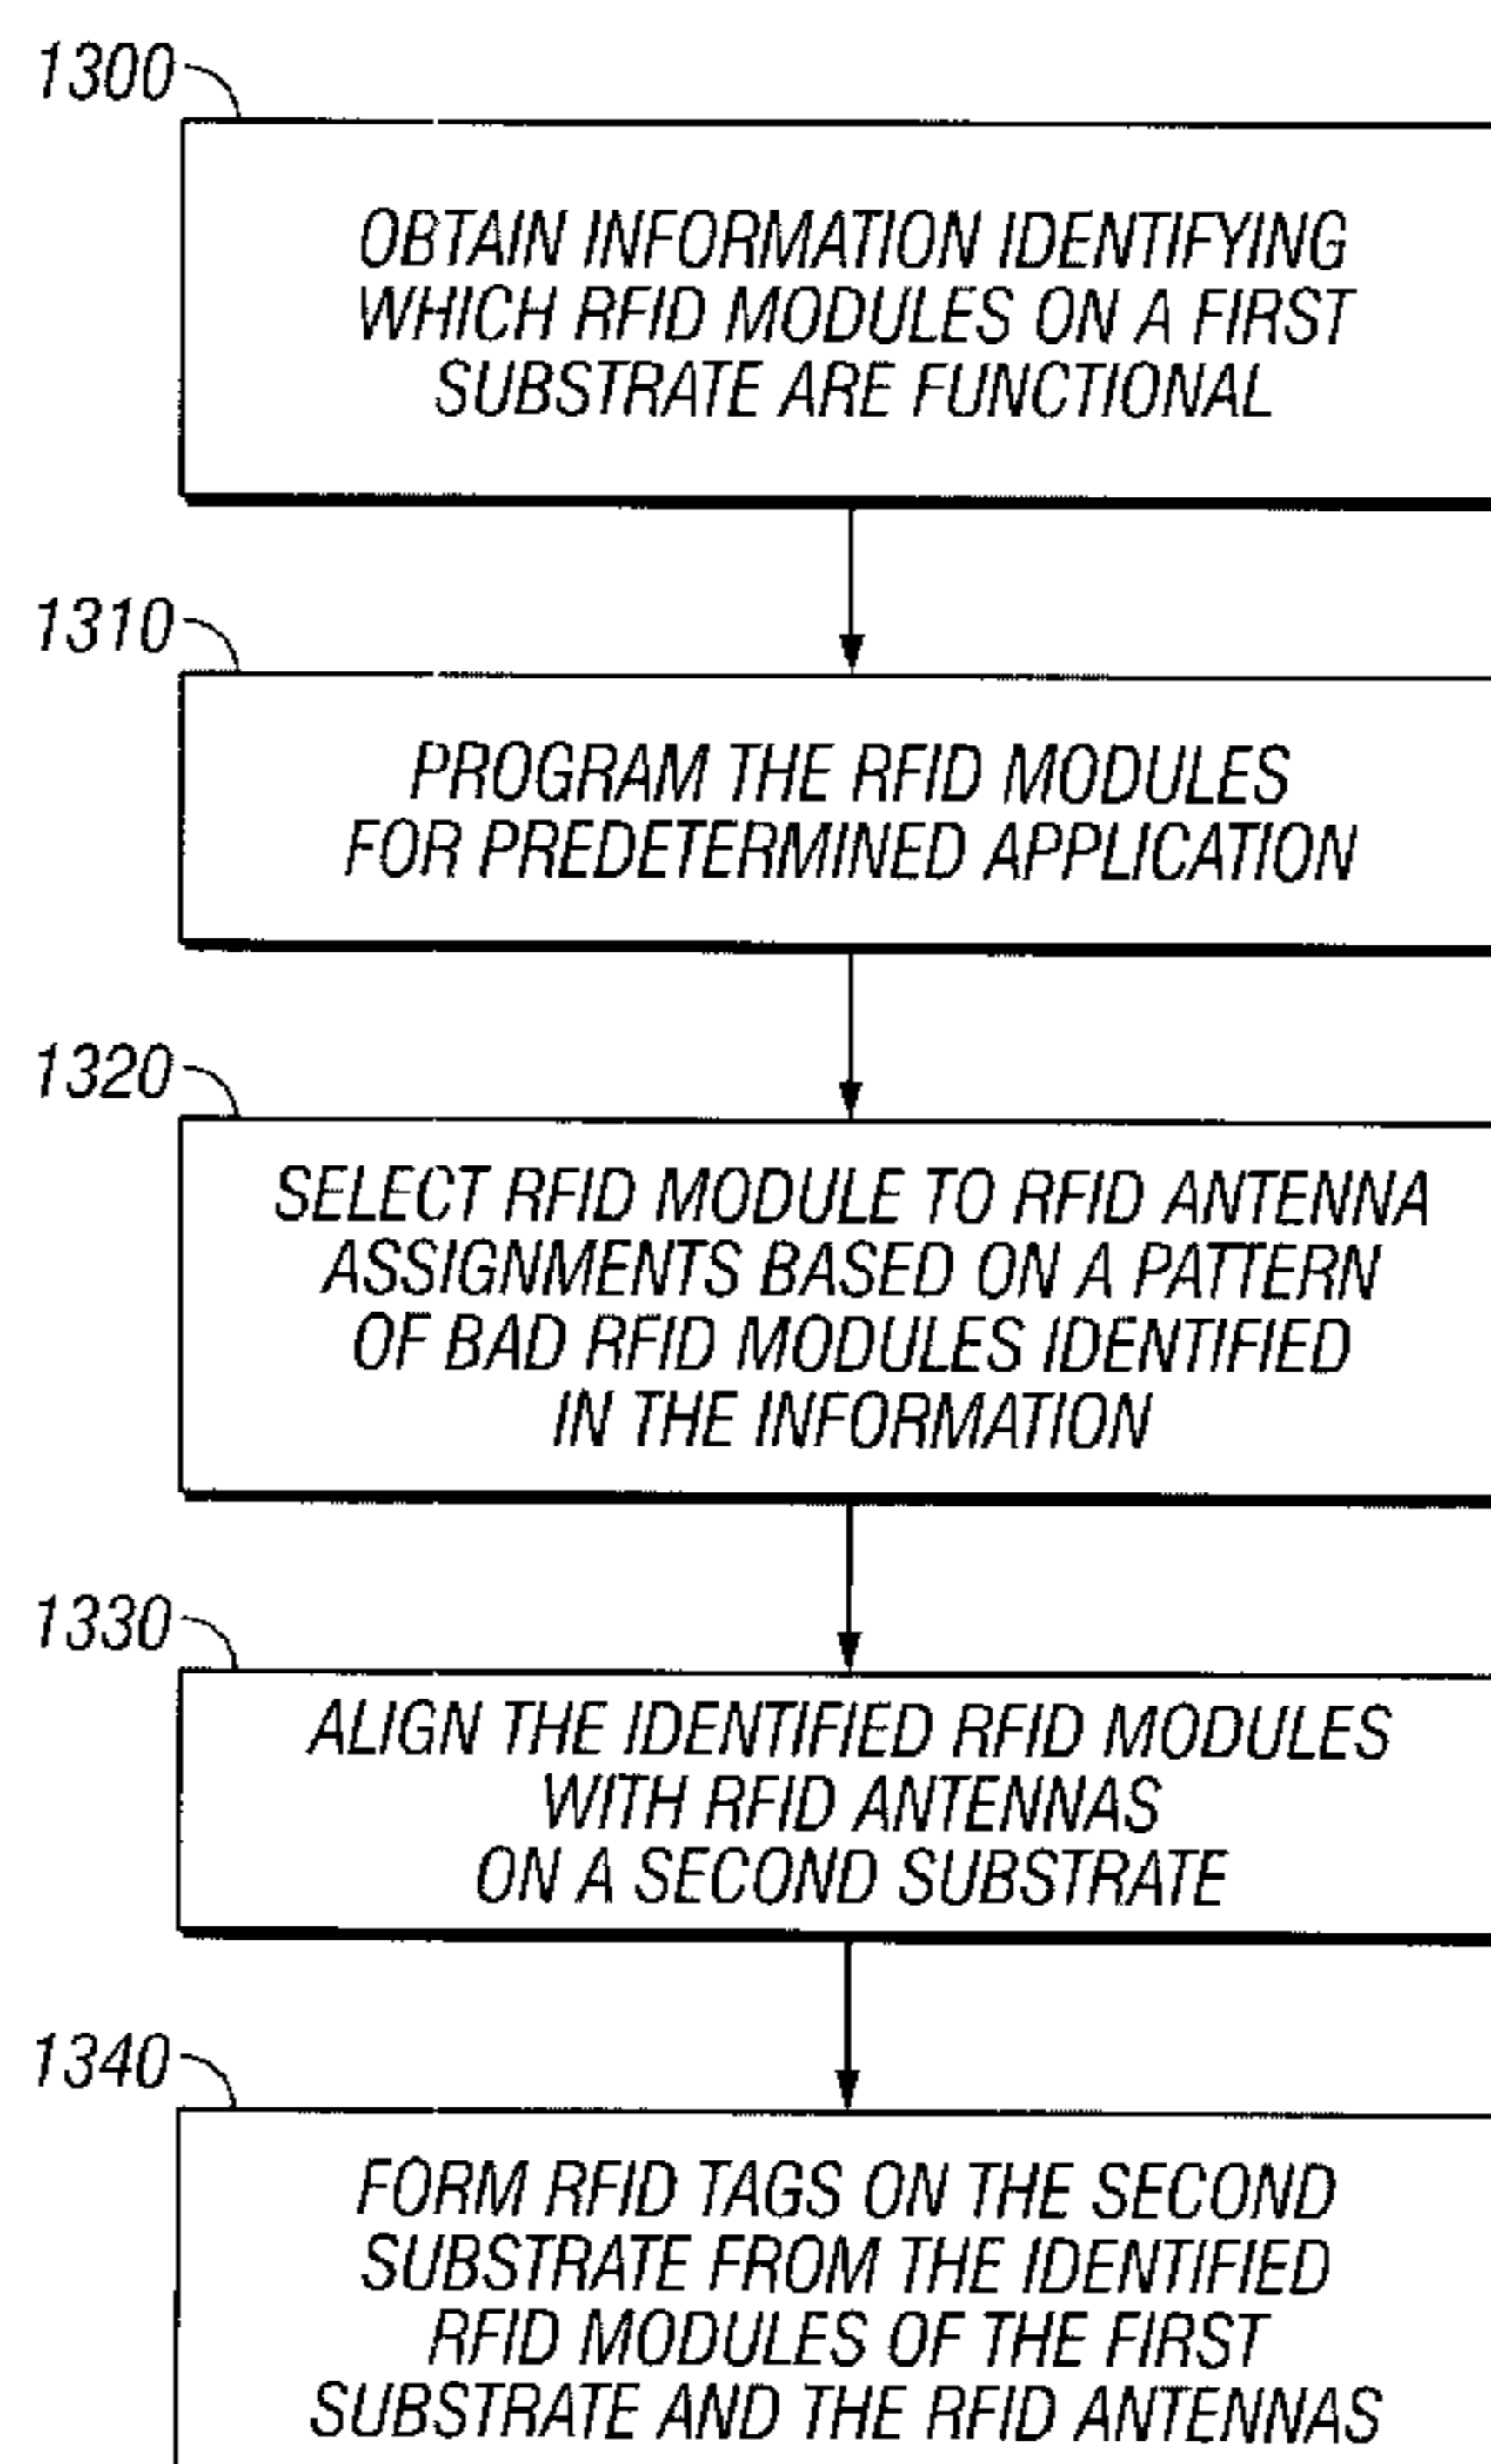 1300
OBTAIN INFORMATION IDENTIFYING
WHICH RFID MODULES ON A FIRST
SUBSTRATE ARE FUNCTIONAL
1310
PROGRAM THE RFID MODULES
FOR PREDETERMINED APPLICATION
1320
SELECT RFID MODULE TO RFID ANTENNA
ASSIGNMENTS BASED ON A PATTERN
OF BAD RFID MODULES IDENTIFIED
IN THE INFORMATION
1330
ALIGN THE IDENTIFIED RFID MODULES
WITH RFID ANTENNAS
ON A SECOND SUBSTRATE
1340
FORM RFID TAGS ON THE SECOND
SUBSTRATE FROM THE IDENTIFIED
RFID MODULES OF THE FIRST
SUBSTRATE AND THE RFID ANTENNAS